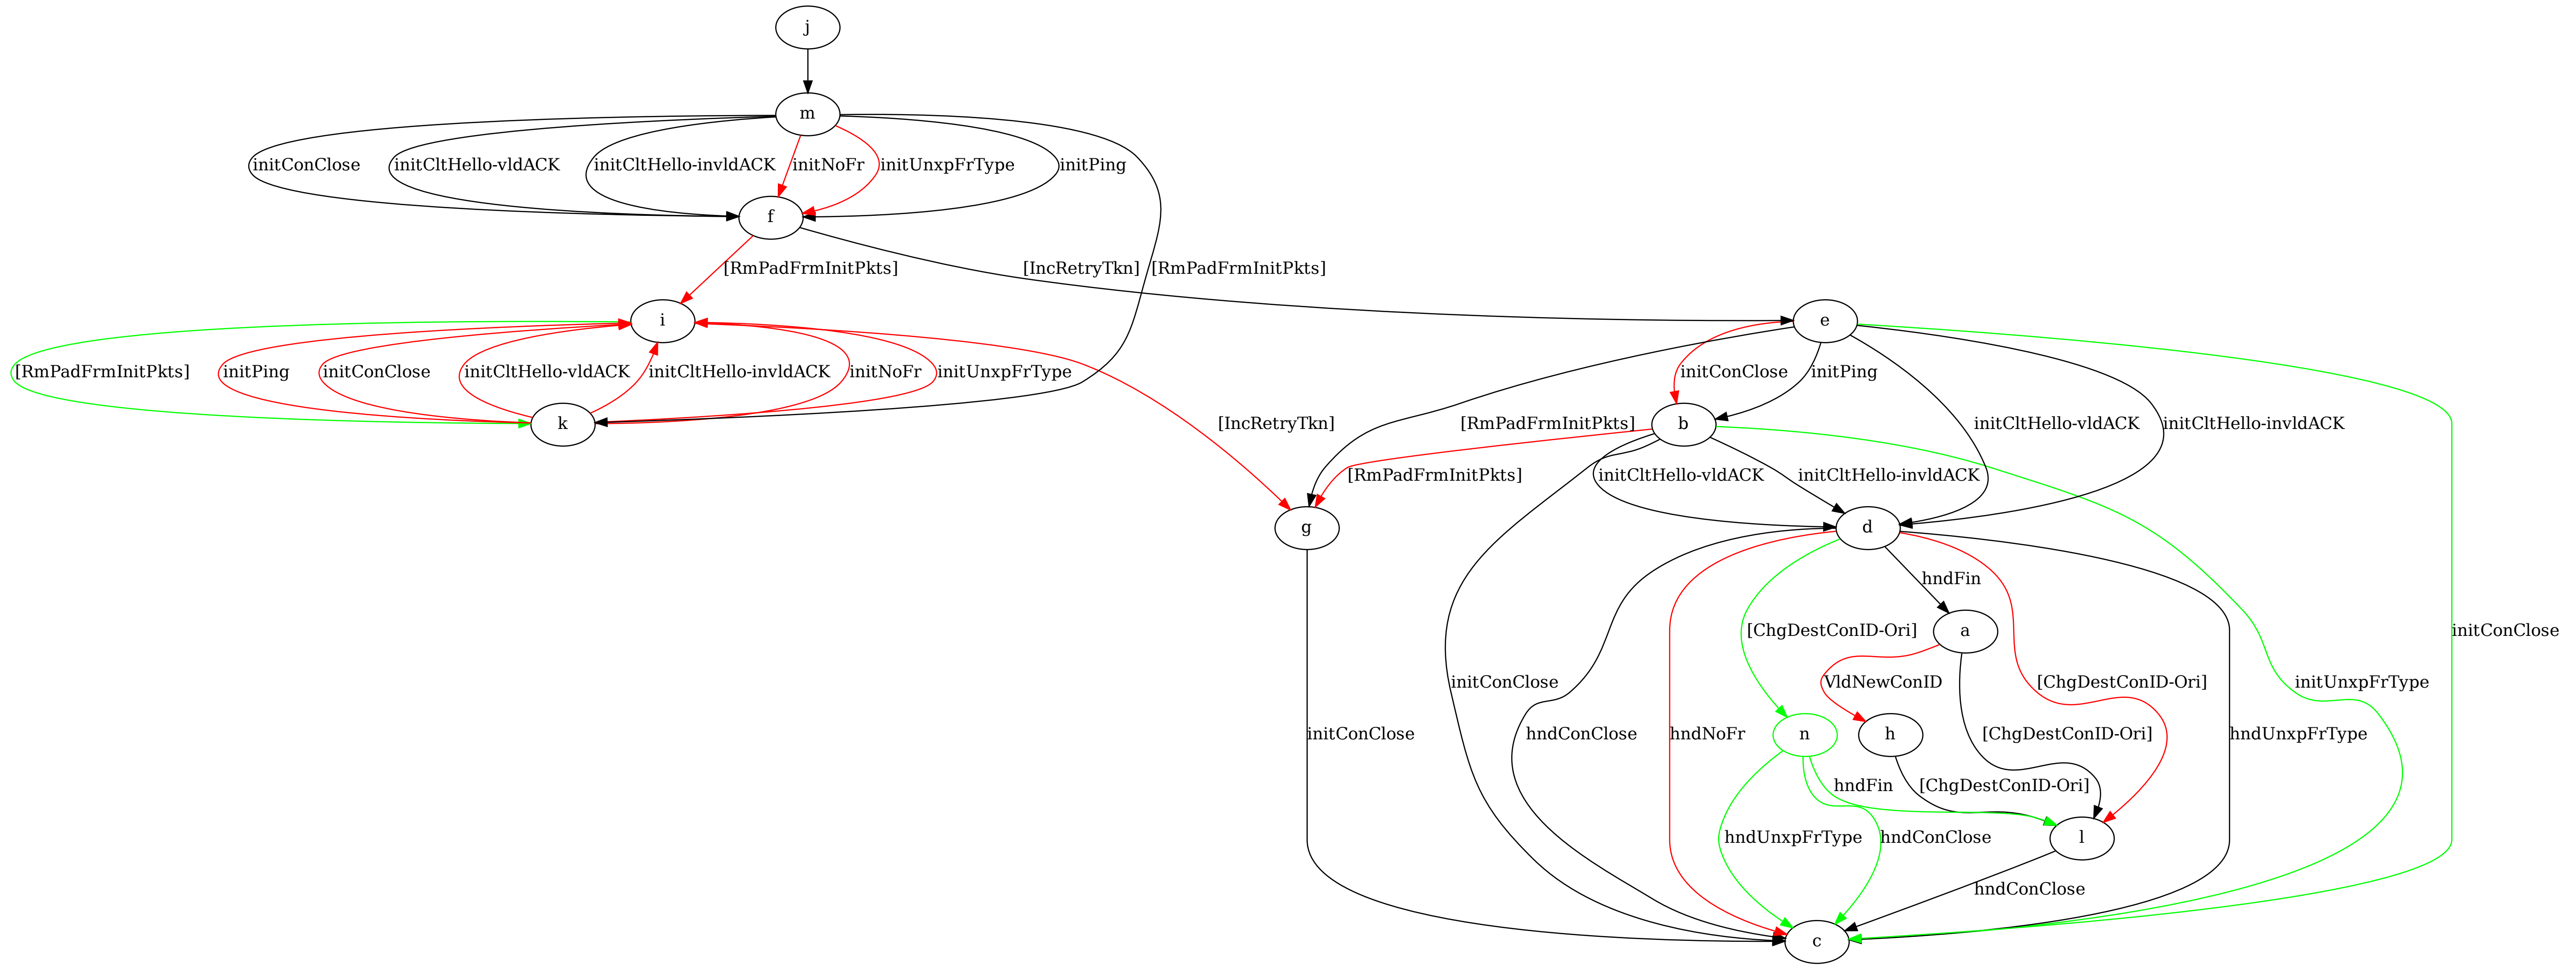 j
m
initConClose
initCltHello-vldACK
initCltHello-invldACK
initNoFr
initUnxpFrType
initPing
f
[RmPadFrmInitPkts]
[IncRetryTkn]
[RmPadFrmInitPkts]
i
e
[RmPadFrmInitPkts]
initPing
initConClose
initCltHello-vldACK
initCltHello-invldACK
initNoFr
initUnxpFrType
initConClose
initPing
k
[IncRetryTkn]
[RmPadFrmInitPkts]
b
initCltHello-vldACK
initCltHello-invldACK
[RmPadFrmInitPkts]
initCltHello-vldACK
initCltHello-invldACK
g
d
hndFin
[ChgDestConID-Ori]
a
initConClose
initConClose
VldNewConID
[ChgDestConID-Ori]
initUnxpFrType
initConClose
hndConClose
hndNoFr
n
h
[ChgDestConID-Ori]
hndUnxpFrType
hndFin
[ChgDestConID-Ori]
hndUnxpFrType
hndConClose
l
hndConClose
c